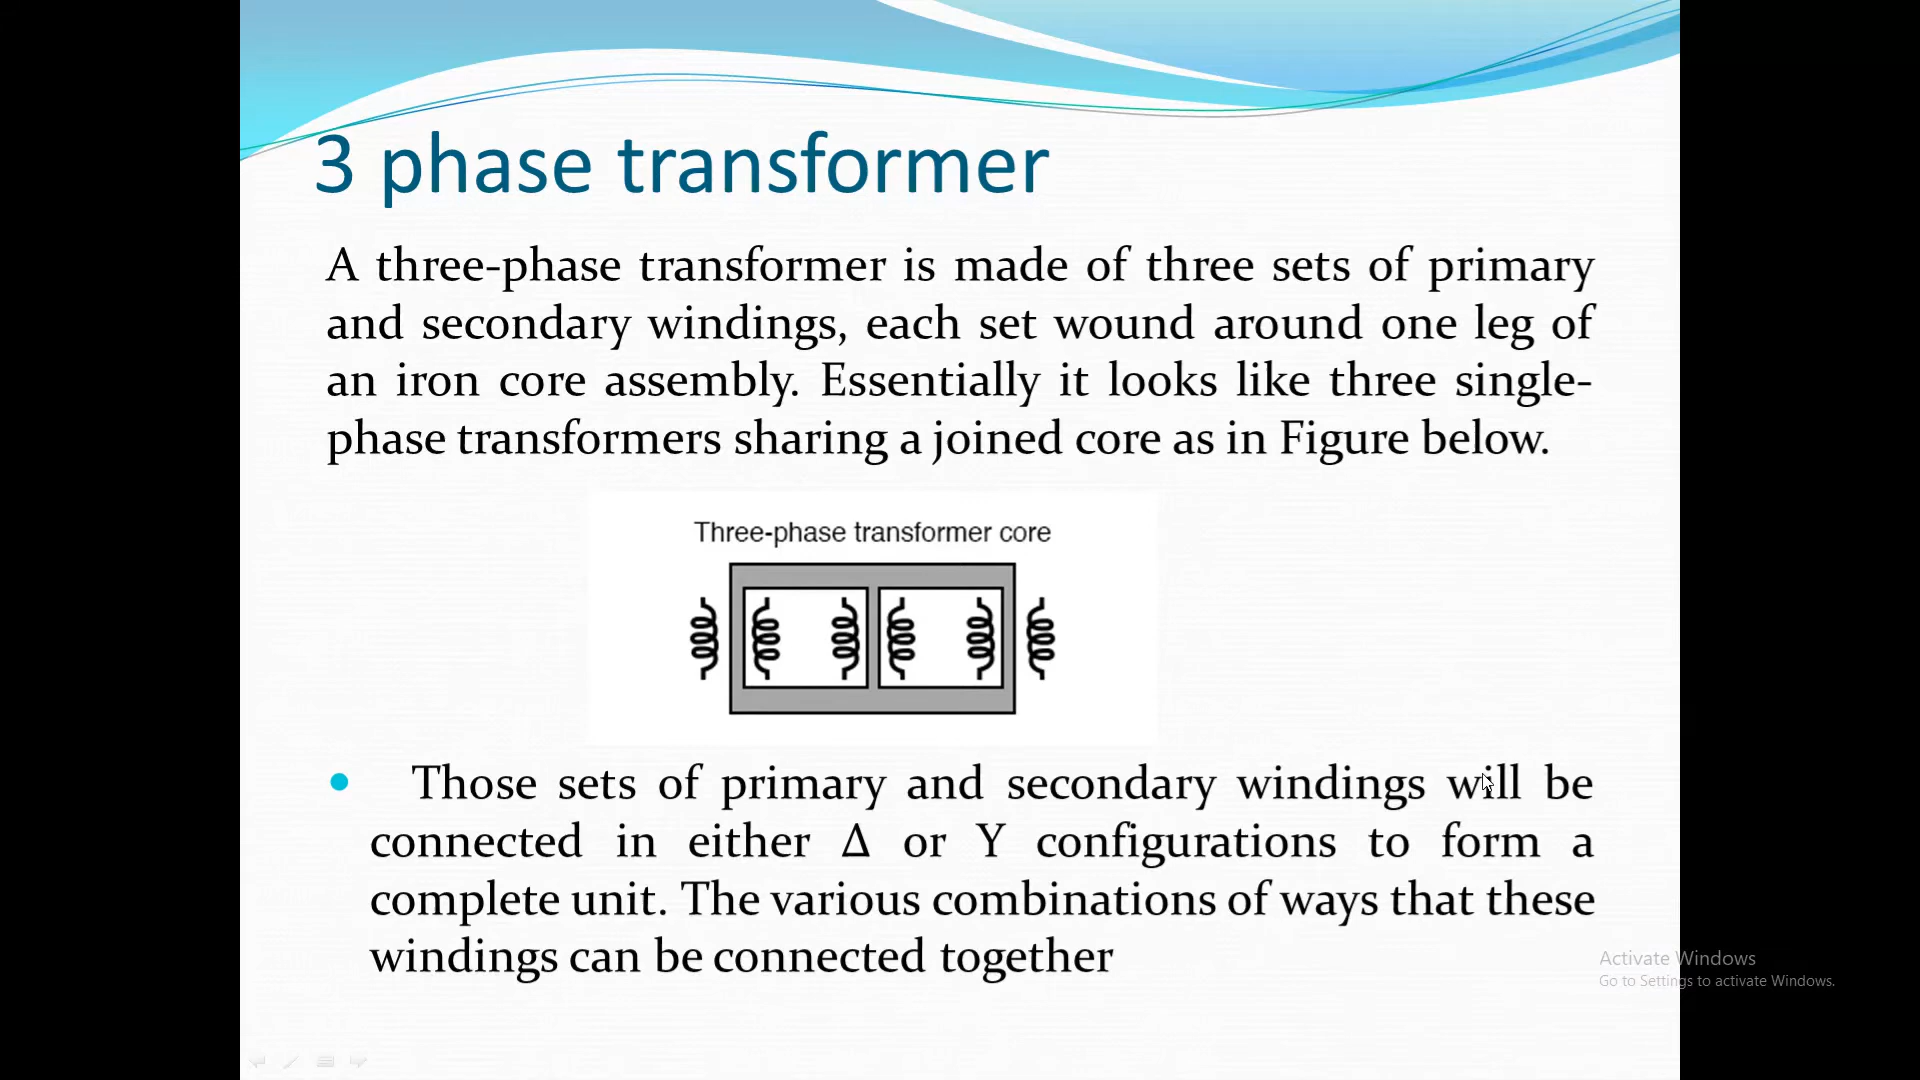 3 phase transformer
A three-phase transformer is made of three sets of primary
and secondary windings, each set wound around one leg of
an iron core assembly. Essentially it looks like three single-
phase transformers sharing a joined core as in Figure below.
Three-phase transformer core
• Those sets of primary and secondary windings will be
connected in either Δ or Y configurations to form a
complete unit. The various combinations of ways that these
windings can be connected together
Activate Windows
Go to Settings to activate Windows.